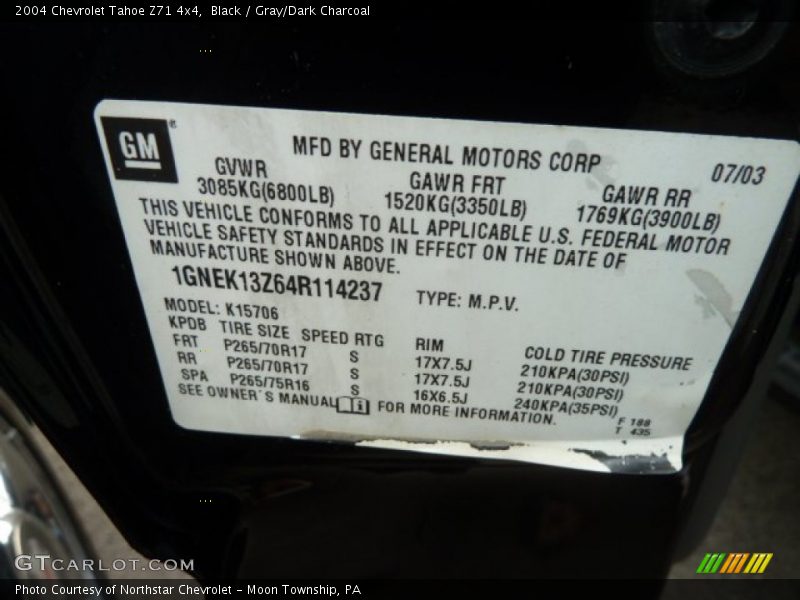 2004 Chevrolet Tahoe Z71 4x4, Black / Gray/Dark Charcoal
GM®
MFD BY GENERAL MOTORS CORP 07/03
GVWR GAWR FRT GAWR RR
3085KG(6800LB) 1520KG(3350LB) 1769KG(3900LB)
THIS VEHICLE CONFORMS TO ALL APPLICABLE U.S. FEDERAL MOTOR
VEHICLE SAFETY STANDARDS IN EFFECT ON THE DATE OF
MANUFACTURE SHOWN ABOVE.
1GNEK13Z64R114237 TYPE: M.P.V.
MODEL: K15706
KPDB TIRE SIZE SPEED RTG RIM COLD TIRE PRESSURE
FRT P265/70R17 S 17X7.5J 210KPA(30PSI)
RR P265/70R17 S 17X7.5J 210KPA(30PSI)
SPA P265/75R16 S 16X6.5J 240KPA(35PSI)
SEE OWNER'S MANUAL FOR MORE INFORMATION.
F 188
T 435
GTCARLOT.COM
Photo Courtesy of Northstar Chevrolet - Moon Township, PA